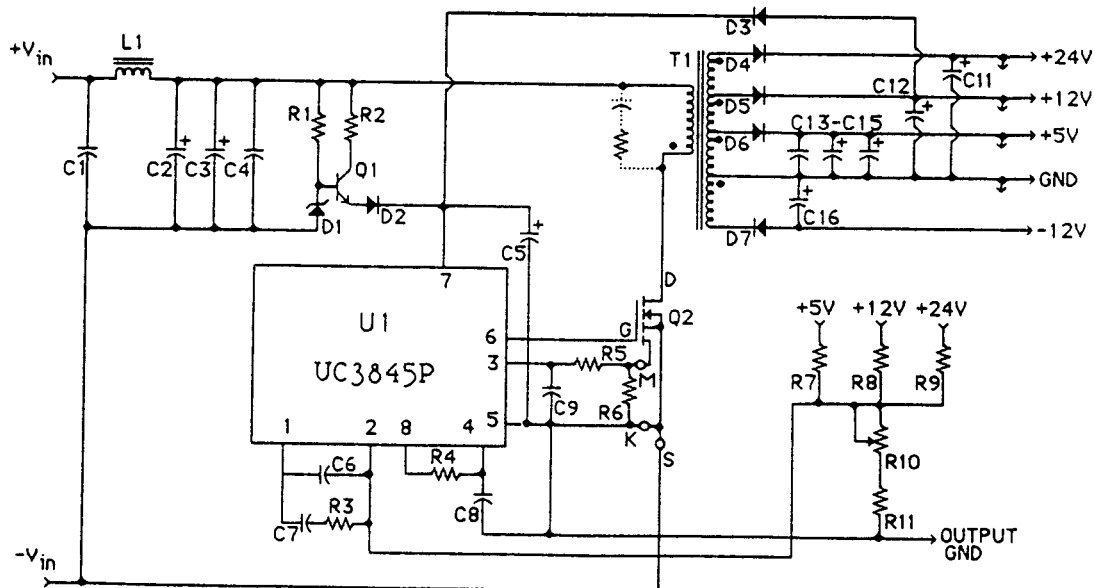 D3
+Vin
L1
T1
D4
+24V
C11
C12
D5
+12V
R1
R2
C13-C15
D6
+5V
C1
C2
C3
C4
Q1
GND
D1
D2
C16
D7
-12V
C5
7
D
U1
6
G
Q2
+5V
+12V
+24V
UC3845P
3
R5
M
R7
R8
R9
C9
R6
5
K
S
1
2
8
4
C6
R4
R10
C7
R3
C8
R11
OUTPUT
GND
-Vin